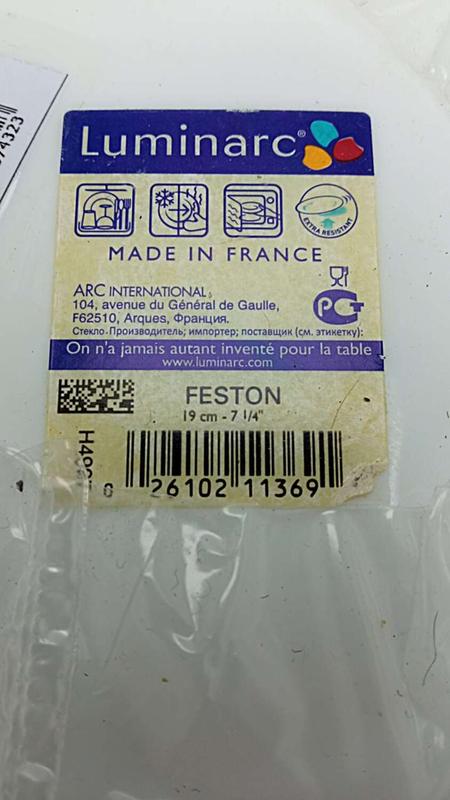 Luminarc®
EXTRA RESISTANT
MADE IN FRANCE
ARC INTERNATIONAL
104, avenue du Général de Gaulle,
F62510, Arques, Франция.
Стекло. Производитель; импортер; поставщик (см. этикетку):
On n'a jamais autant inventé pour la table
www.luminarc.com
FESTON
19 cm - 7 1/4"
0 26102 11369